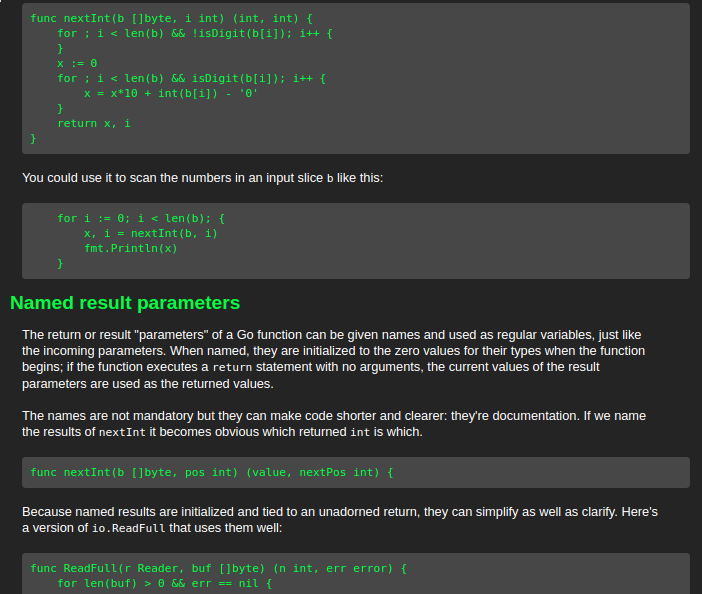 func nextInt(b []byte, i int) (int, int) {
    for ; i < len(b) && !isDigit(b[i]); i++ {
    }
    x := 0
    for ; i < len(b) && isDigit(b[i]); i++ {
        x = x*10 + int(b[i]) - '0'
    }
    return x, i
}
You could use it to scan the numbers in an input slice b like this:
    for i := 0; i < len(b); {
        x, i = nextInt(b, i)
        fmt.Println(x)
    }
Named result parameters
The return or result "parameters" of a Go function can be given names and used as regular variables, just like
the incoming parameters. When named, they are initialized to the zero values for their types when the function
begins; if the function executes a return statement with no arguments, the current values of the result
parameters are used as the returned values.
The names are not mandatory but they can make code shorter and clearer: they're documentation. If we name
the results of nextInt it becomes obvious which returned int is which.
func nextInt(b []byte, pos int) (value, nextPos int) {
Because named results are initialized and tied to an unadorned return, they can simplify as well as clarify. Here's
a version of io.ReadFull that uses them well:
func ReadFull(r Reader, buf []byte) (n int, err error) {
    for len(buf) > 0 && err == nil {